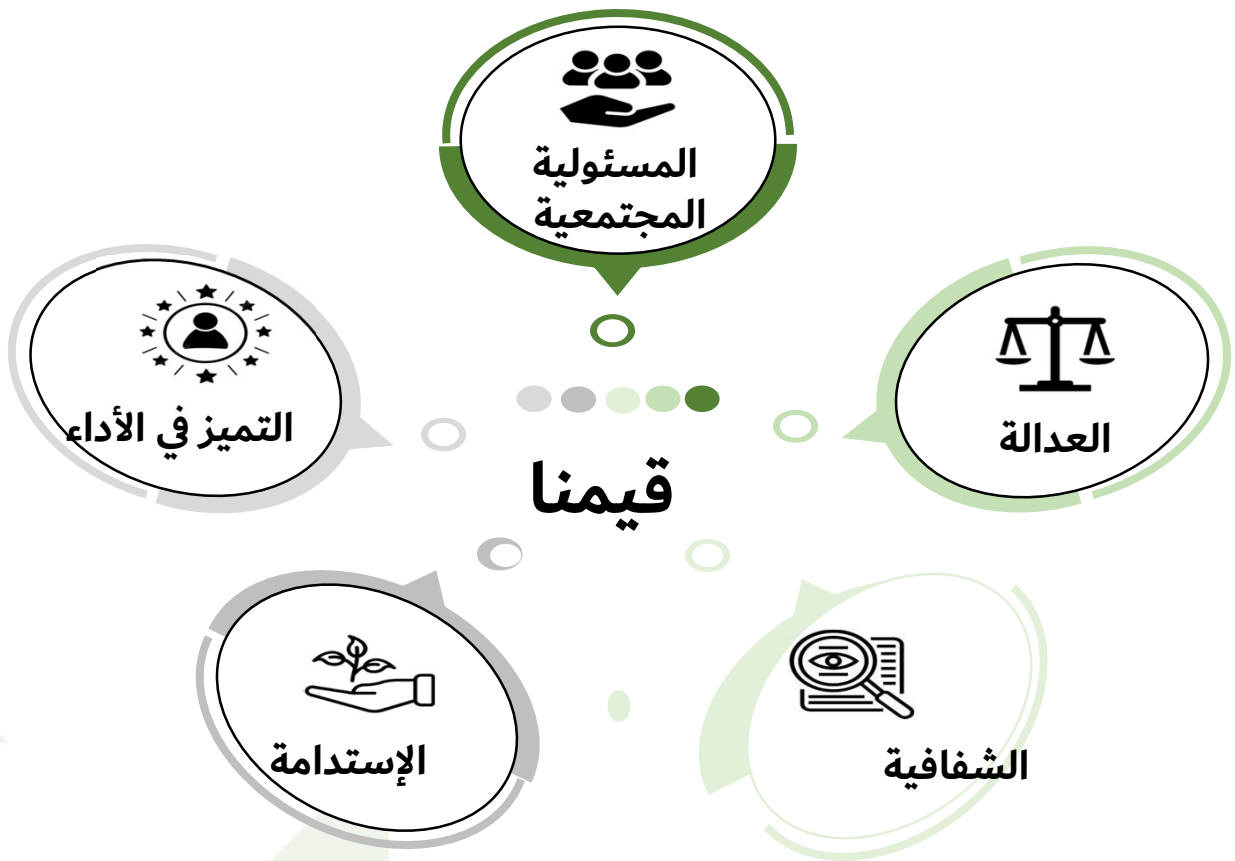 المسئولية
المجتمعية
العدالة
التميز في الأداء
قيمنا
الشفافية
الإستدامة